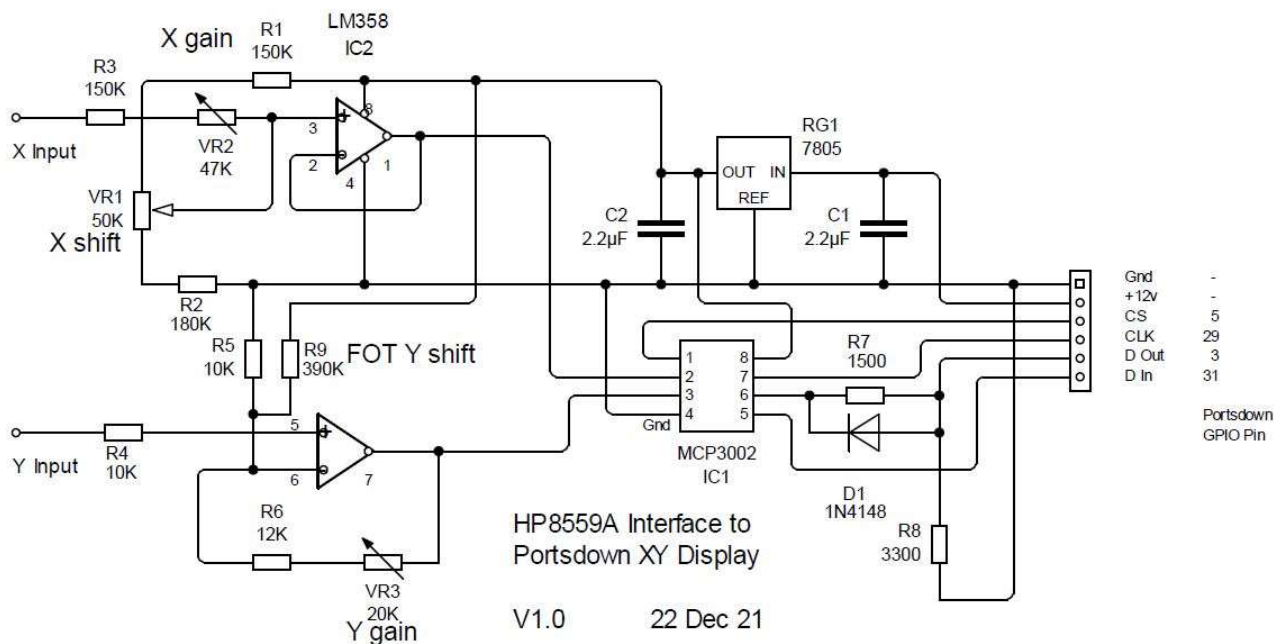 LM358
IC2
X gain
R1
150K
R3
150K
VR2
47K
X Input
VR1
50K
X shift
R2
180K
3
2
8
4
1
RG1
7805
OUT
IN
REF
C2
2.2µF
C1
2.2µF
R5
10K
R9
390K
FOT Y shift
Y Input
R4
10K
5
6
7
R6
12K
VR3
20K
Y gain
1
2
3
4
8
7
6
5
Gnd
MCP3002
IC1
R7
1500
D1
1N4148
R8
3300
Gnd -
+12v -
CS 5
CLK 29
D Out 3
D In 31
Portsdown
GPIO Pin
HP8559A Interface to
Portsdown XY Display
V1.0 22 Dec 21